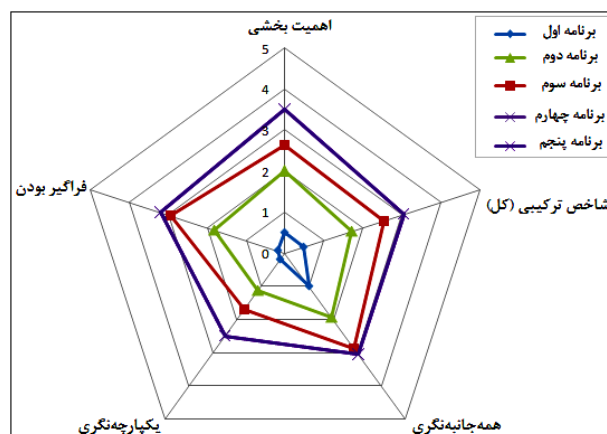 اهمیت بخشی
برنامه اول
برنامه دوم
برنامه سوم
برنامه چهارم
برنامه پنجم
5
4
3
2
1
0
فراگیر بودن
شاخص ترکیبی (کل)
یکپارچه‌نگری
همه‌جانبه‌نگری